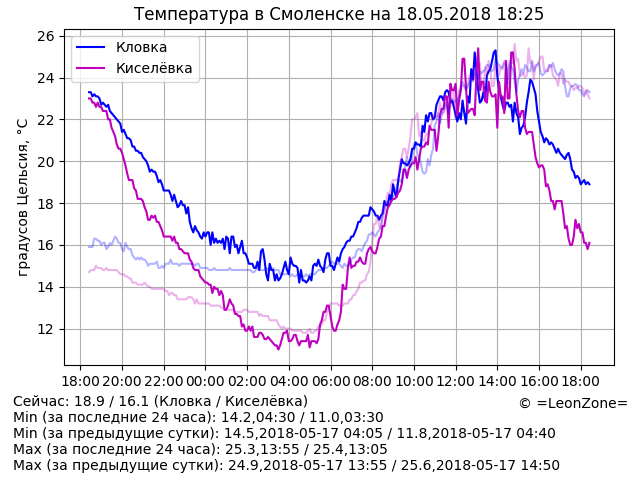 Температура в Смоленске на 18.05.2018 18:25
Кловка
Киселёвка
градусов Цельсия, °C
26
24
22
20
18
16
14
12
18:00 20:00 22:00 00:00 02:00 04:00 06:00 08:00 10:00 12:00 14:00 16:00 18:00
Сейчас: 18.9 / 16.1 (Кловка / Киселёвка)
© =LeonZone=
Min (за последние 24 часа): 14.2,04:30 / 11.0,03:30
Min (за предыдущие сутки): 14.5,2018-05-17 04:05 / 11.8,2018-05-17 04:40
Max (за последние 24 часа): 25.3,13:55 / 25.4,13:05
Max (за предыдущие сутки): 24.9,2018-05-17 13:55 / 25.6,2018-05-17 14:50